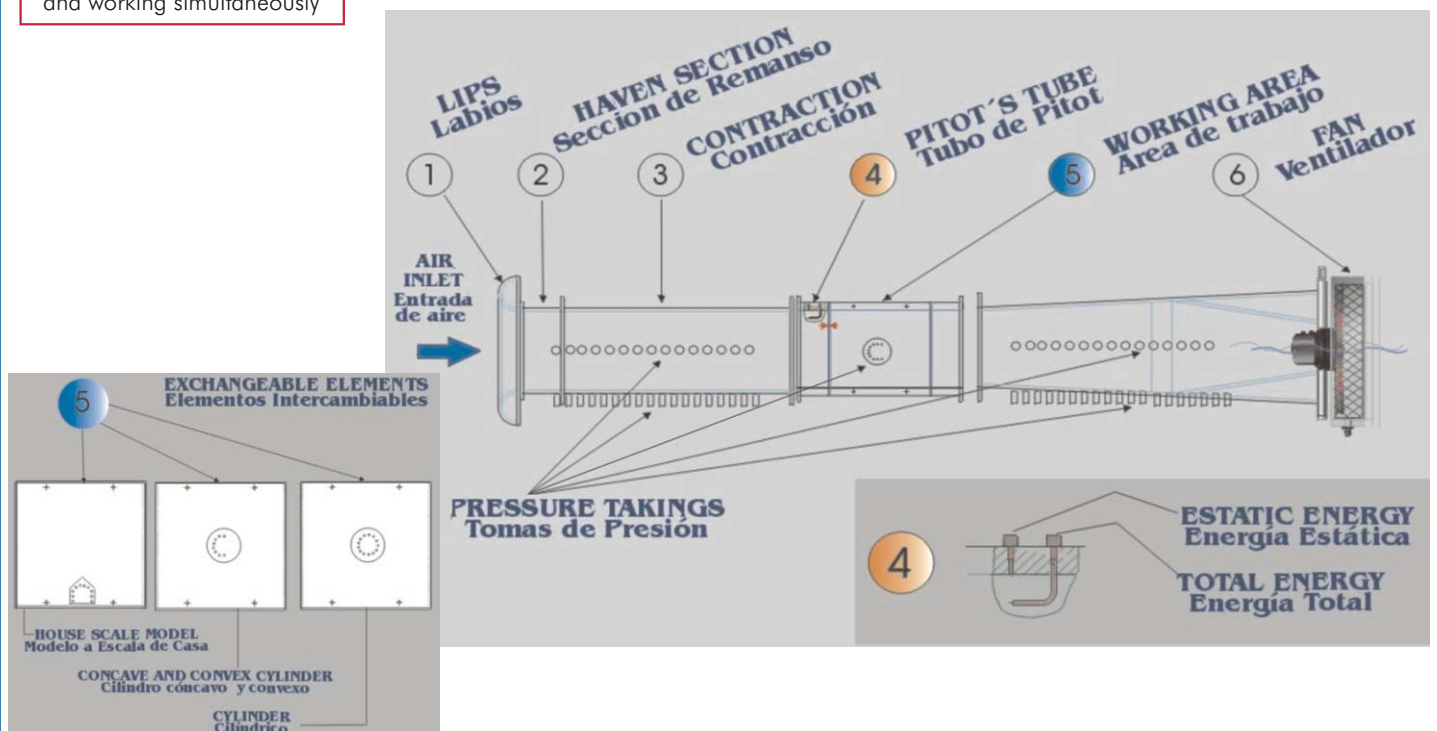 and working simultaneously
LIPS
Labios
HAVEN SECTION
Seccion de Remanso
CONTRACTION
Contracción
PITOT´S TUBE
Tubo de Pitot
WORKING AREA
Area de trabajo
FAN
Ventilador
1
2
3
4
5
6
AIR
INLET
Entrada
de aire
PRESSURE TAKINGS
Tomas de Presión
4
ESTATIC ENERGY
Energía Estática
TOTAL ENERGY
Energía Total
5
EXCHANGEABLE ELEMENTS
Elementos Intercambiables
HOUSE SCALE MODEL
Modelo a Escala de Casa
CONCAVE AND CONVEX CYLINDER
Cilindro cóncavo y convexo
CYLINDER
Cilíndrico